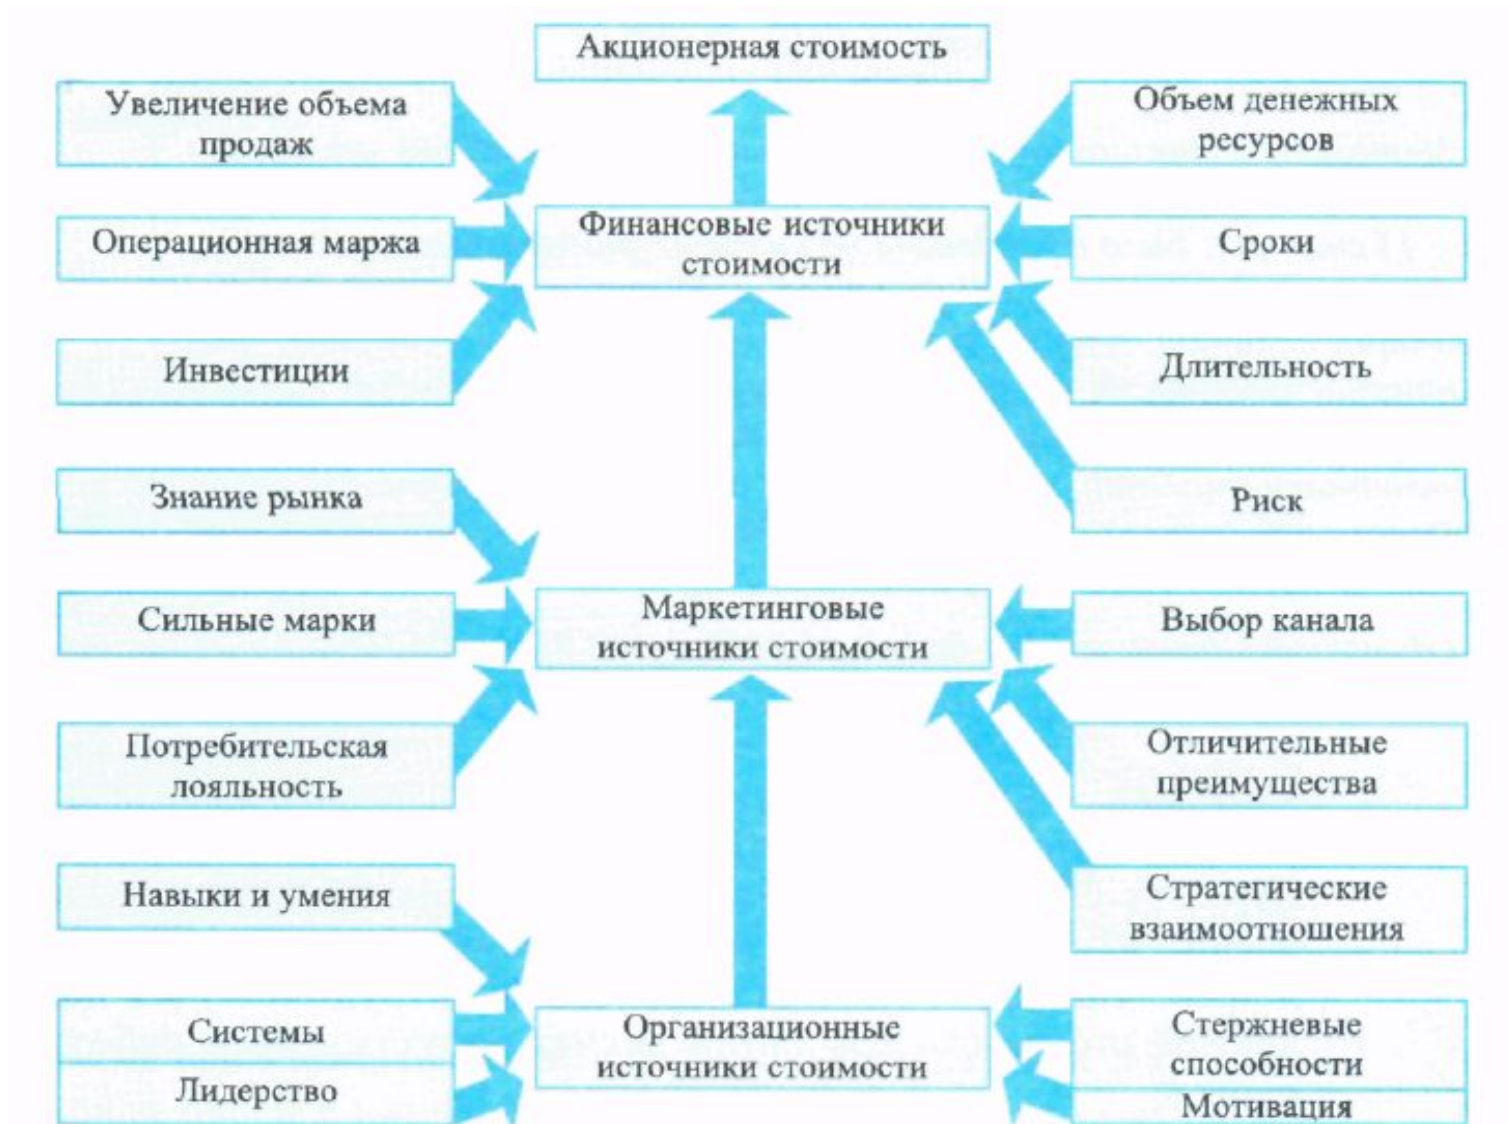 Акционерная стоимость
Увеличение объема
продаж
Объем денежных
ресурсов
Финансовые источники
стоимости
Операционная маржа
Сроки
Инвестиции
Длительность
Знание рынка
Риск
Маркетинговые
источники стоимости
Сильные марки
Выбор канала
Потребительская
лояльность
Отличительные
преимущества
Навыки и умения
Стратегические
взаимоотношения
Системы
Организационные
источники стоимости
Стержневые
способности
Лидерство
Мотивация